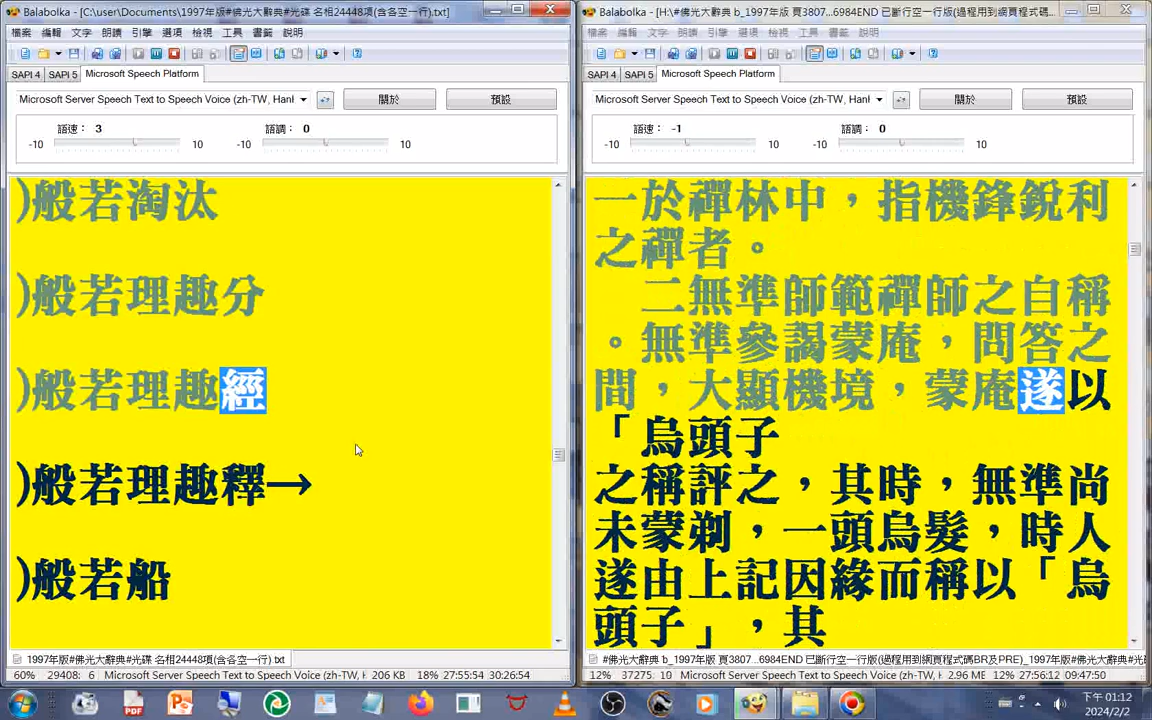 Balabolka - [C:\user\Documents\1997年版#佛光大辭典#光碟 名相24448項(含各空一行).txt]
檔案 編輯 文字 朗讀 引擎 選項 檢視 工具 書籤 說明
SAPI 4 SAPI 5 Microsoft Speech Platform
Microsoft Server Speech Text to Speech Voice (zh-TW, Hanl
關於
預設
語速： 3
語調： 0
-10 10 -10 10
)般若淘汰
)般若理趣分
)般若理趣經
)般若理趣釋→
)般若船
1997年版#佛光大辭典#光碟 名相24448項(含各空一行).txt
60% 29408: 6 Microsoft Server Speech Text to Speech Voice (zh-TW, H 206 KB 18% 27:55:54 30:26:54
Balabolka - [H:\#佛光大辭典 b_1997年版 頁3807...6984END 已斷行空一行版(過程用到網頁程式碼...
檔案 編輯 文字 朗讀 引擎 選項 檢視 工具 書籤 說明
SAPI 4 SAPI 5 Microsoft Speech Platform
Microsoft Server Speech Text to Speech Voice (zh-TW, Hanl
關於
預設
語速： -1
語調： 0
-10 10 -10 10
一於禪林中，指機鋒銳利
之禪者。
二無準師範禪師之自稱
。無準參謁蒙庵，問答之
間，大顯機境，蒙庵遂以
「烏頭子
之稱評之，其時，無準尚
未蒙剃，一頭烏髮，時人
遂由上記因緣而稱以「烏
頭子」，其
#佛光大辭典 b_1997年版 頁3807...6984END 已斷行空一行版(過程用到網頁程式碼BR及PRE)_1997年版#佛光大辭典#光
12% 37275: 10 Microsoft Server Speech Text to Speech Voice (zh-TW, H 2.96 ME 12% 27:56:12 09:47:50
下午 01:12
2024/2/2